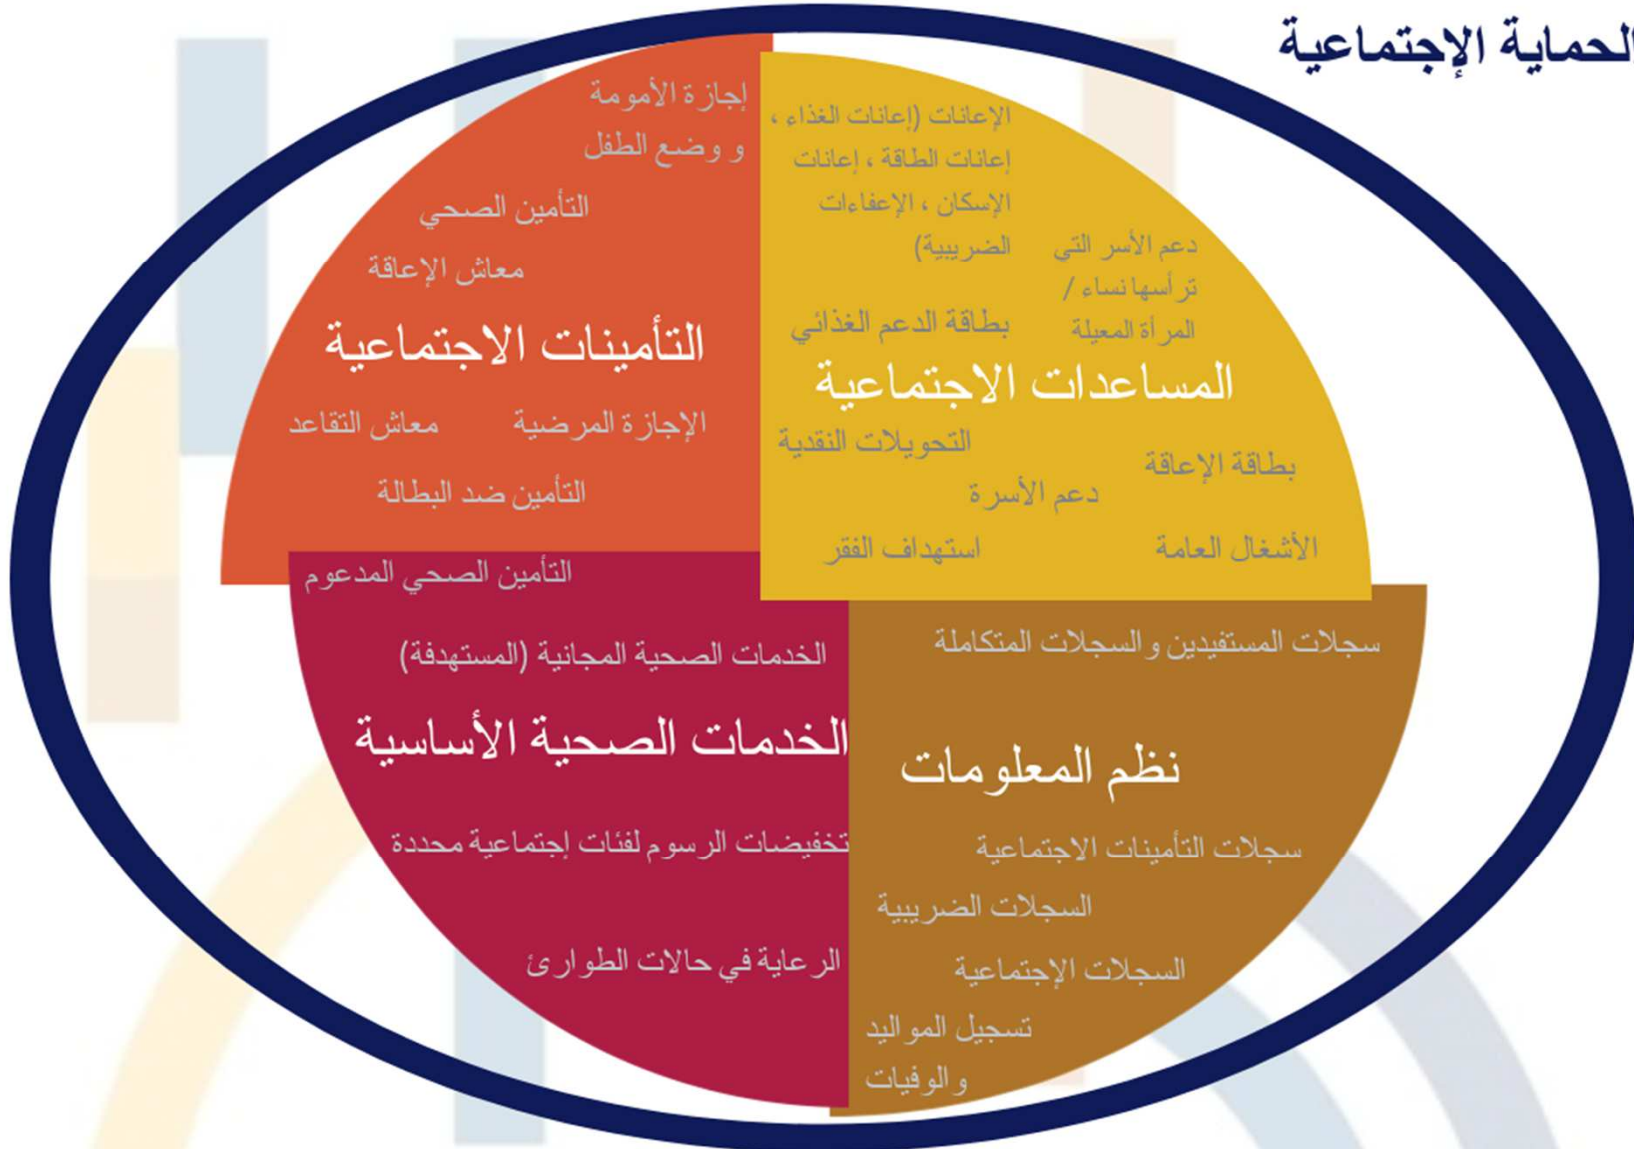 الحماية الإجتماعية
الإعانات (إعانات الغذاء ،
إعانات الطاقة ، إعانات
الإسكان ، الإعفاءات
الضريبية)
دعم الأسر التي
ترأسها نساء /
المرأة المعيلة
بطاقة الدعم الغذائي
المساعدات الاجتماعية
التحويلات النقدية
بطاقة الإعاقة
دعم الأسرة
الأشغال العامة
استهداف الفقر
إجازة الأمومة
و وضع الطفل
التأمين الصحي
معاش الإعاقة
التأمينات الاجتماعية
الإجازة المرضية
معاش التقاعد
التأمين ضد البطالة
سجلات المستفيدين والسجلات المتكاملة
نظم المعلومات
سجلات التأمينات الاجتماعية
السجلات الضريبية
السجلات الإجتماعية
تسجيل المواليد
والوفيات
التأمين الصحي المدعوم
الخدمات الصحية المجانية (المستهدفة)
الخدمات الصحية الأساسية
تخفيضات الرسوم لفئات إجتماعية محددة
الرعاية في حالات الطوارئ